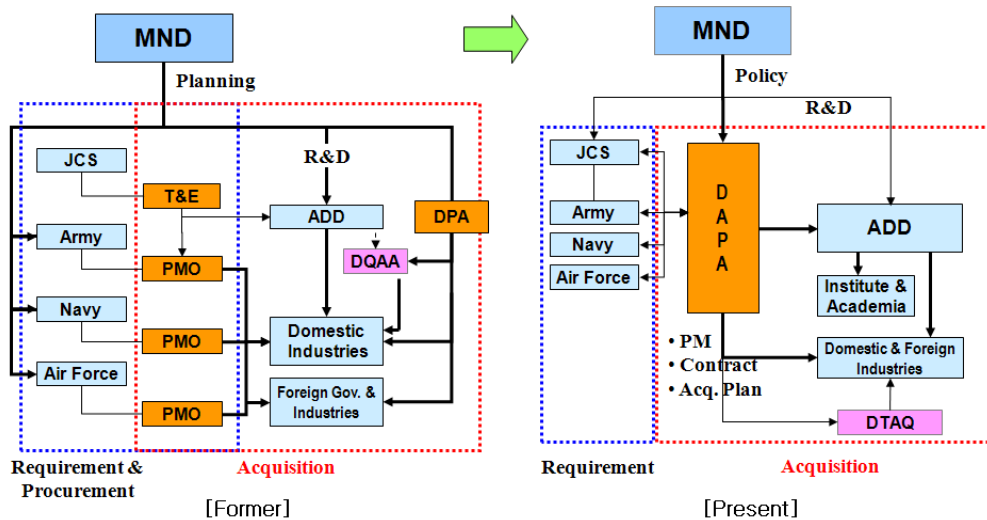 MND
Planning
R&D
JCS
T&E
ADD
DPA
Army
DQAA
PMO
Navy
PMO
Domestic
Industries
Air Force
PMO
Foreign Gov. &
Industries
Requirement &
Procurement
Acquisition
[Former]
MND
Policy
R&D
JCS
D
A
P
A
Army
Navy
Air Force
ADD
Institute &
Academia
• PM
• Contract
• Acq. Plan
Domestic & Foreign
Industries
DTAQ
Requirement
Acquisition
[Present]